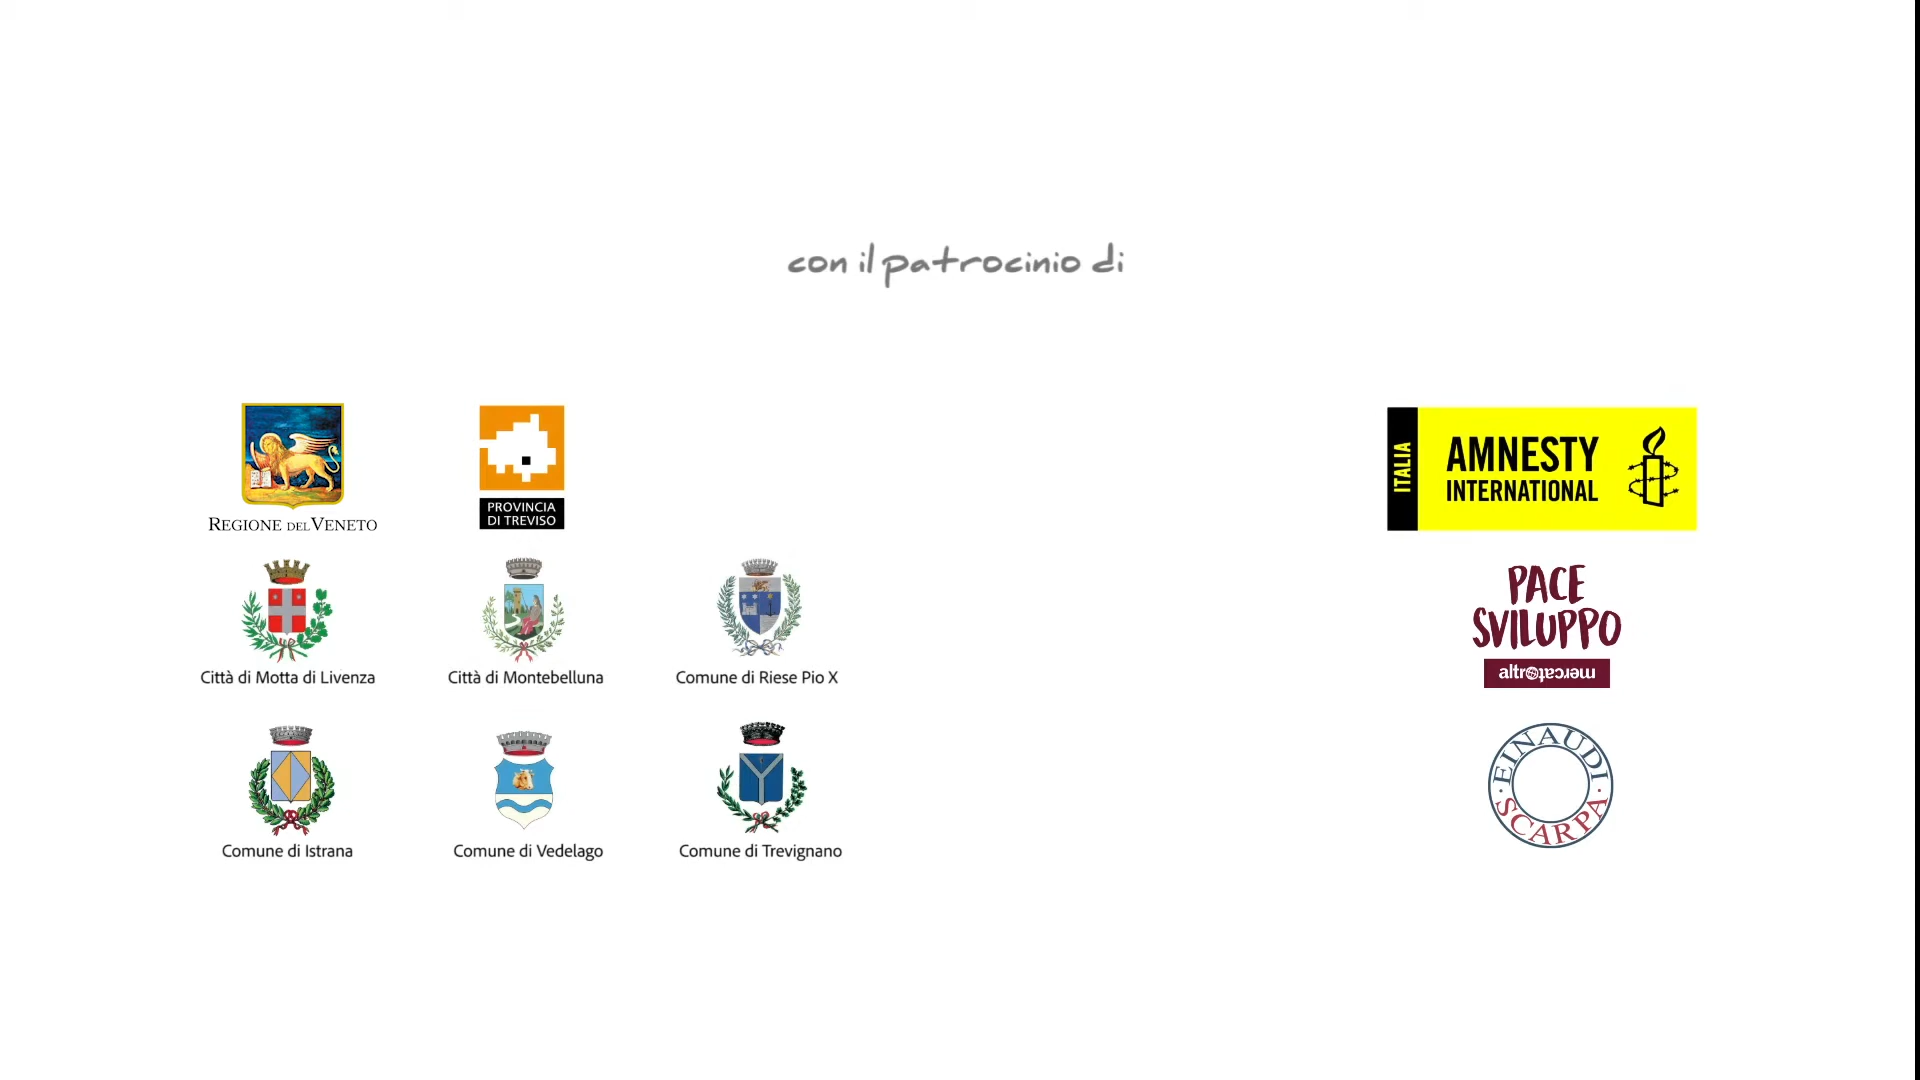 con il patrocinio di
REGIONE DEL VENETO
PROVINCIA
DI TREVISO
ITALIA
AMNESTY
INTERNATIONAL
Città di Motta di Livenza
Città di Montebelluna
Comune di Riese Pio X
PACE
SVILUPPO
altromercato
Comune di Istrana
Comune di Vedelago
Comune di Trevignano
EINAUDI
SCARPA